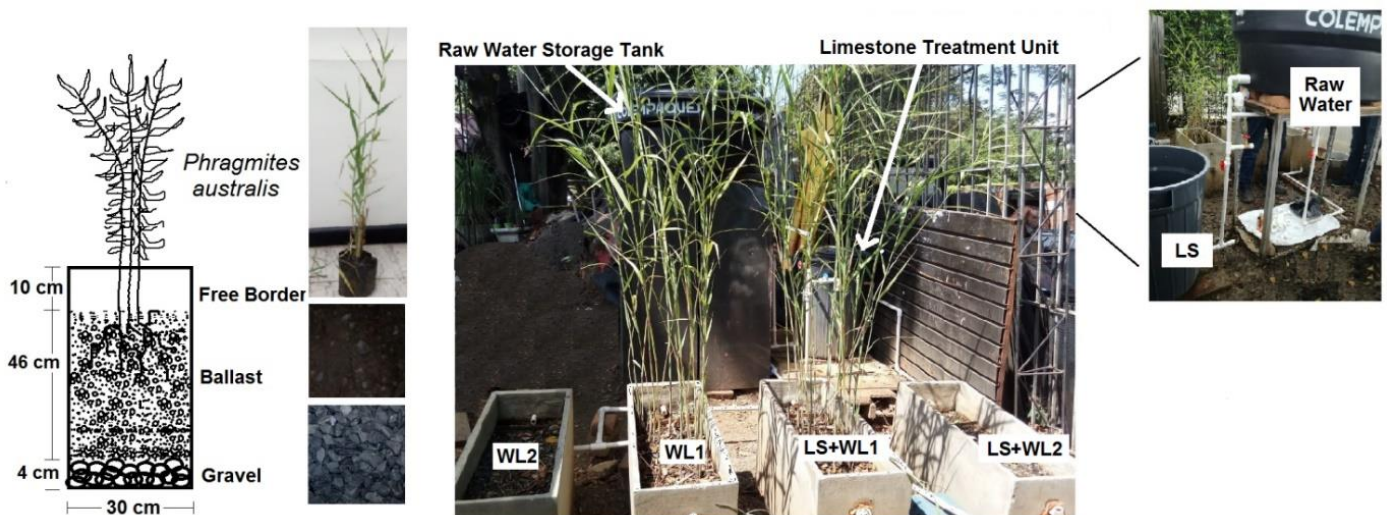 Phragmites
australis
10 cm
46 cm
4 cm
Free Border
Ballast
Gravel
30 cm
Raw Water Storage Tank
Limestone Treatment Unit
WL2
WL1
LS+WL1
LS+WL2
COLEMP
Raw
Water
LS